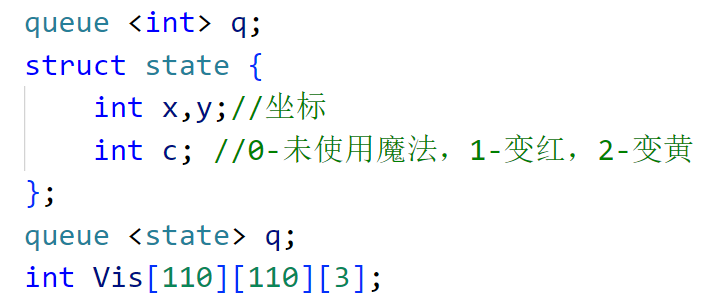 queue <int> q;
struct state {
    int x,y;//坐标
    int c; //0-未使用魔法，1-变红，2-变黄
};
queue <state> q;
int Vis[110][110][3];